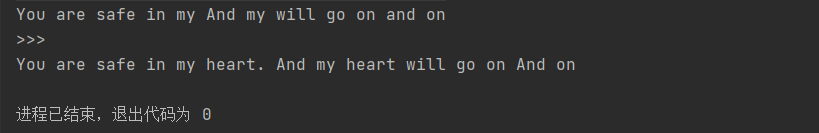 You are safe in my And my will go on and on
>>>
You are safe in my heart. And my heart will go on And on
进程已结束，退出代码为 0